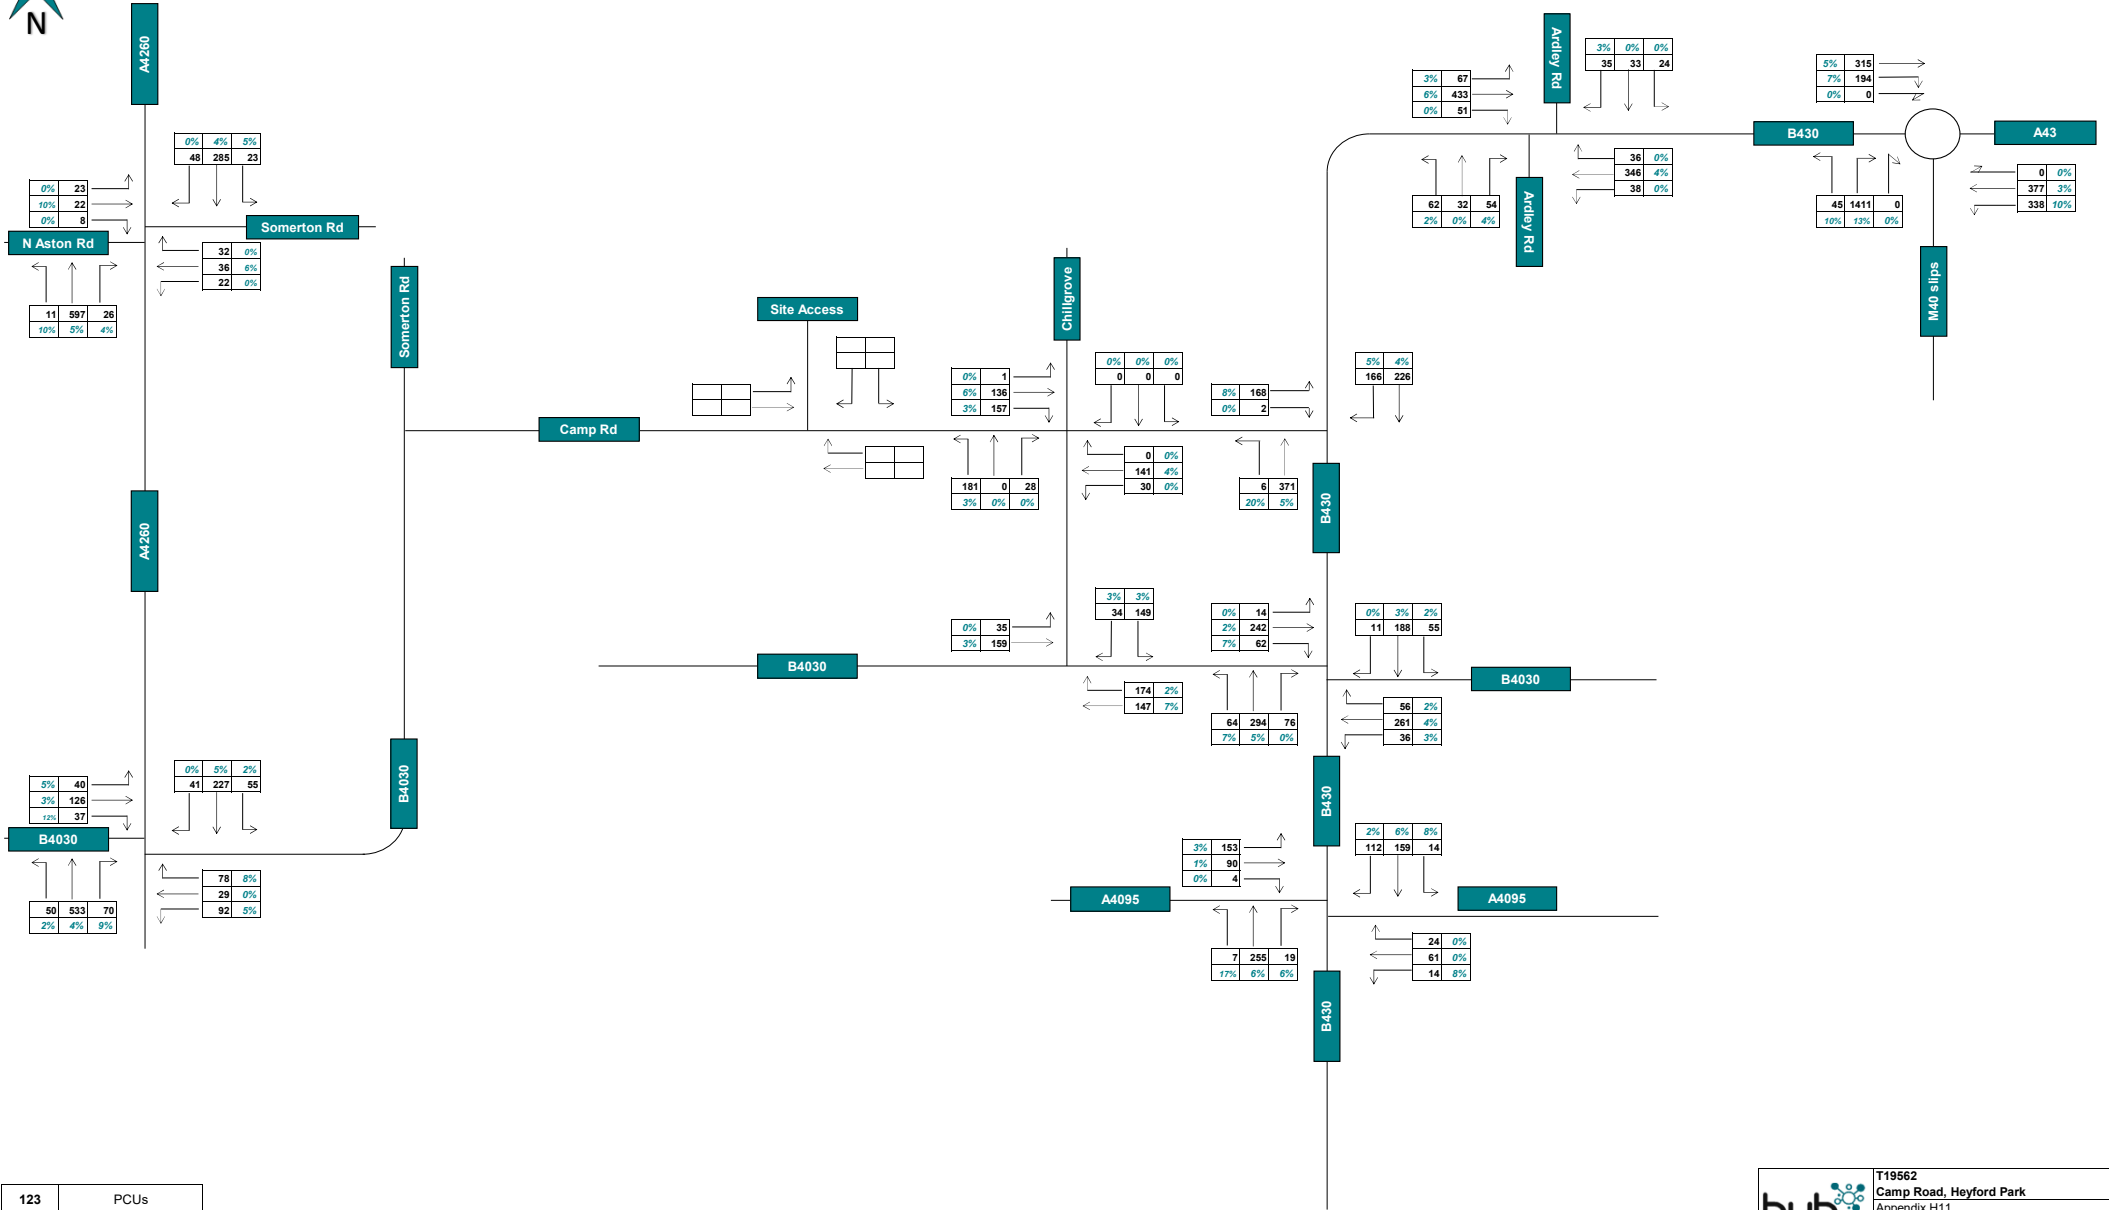 N
A4260
0% 4% 5%
48 285 23
0% 23
10% 22
0% 8
N Aston Rd
Somerton Rd
32 0%
36 6%
22 0%
11 597 26
10% 5% 4%
Somerton Rd
A4260
Camp Rd
Site Access
Chillgrove
0% 1
6% 136
3% 157
0% 0% 0%
0 0 0
181 0 28
3% 0% 0%
0 0%
141 4%
30 0%
8% 168
0% 2
5% 4%
166 226
6 371
20% 5%
B430
Ardley Rd
3% 0% 0%
35 33 24
3% 67
6% 433
0% 51
62 32 54
2% 0% 4%
Ardley Rd
36 0%
346 4%
38 0%
5% 315
7% 194
0% 0
B430
A43
45 1411 0
10% 13% 0%
0 0%
377 3%
338 10%
M40 slips
3% 3%
34 149
0% 35
3% 159
B4030
174 2%
147 7%
0% 14
2% 242
7% 62
0% 3% 2%
11 188 55
B4030
64 294 76
7% 5% 0%
56 2%
261 4%
36 3%
B430
B4030
0% 5% 2%
41 227 55
5% 40
3% 126
12% 37
B4030
78 8%
29 0%
92 5%
50 533 70
2% 4% 9%
3% 153
1% 90
0% 4
2% 6% 8%
112 159 14
A4095
A4095
7 255 19
17% 6% 6%
24 0%
61 0%
14 8%
B430
123 PCUs
hub
T19562
Camp Road, Heyford Park
Appendix H11